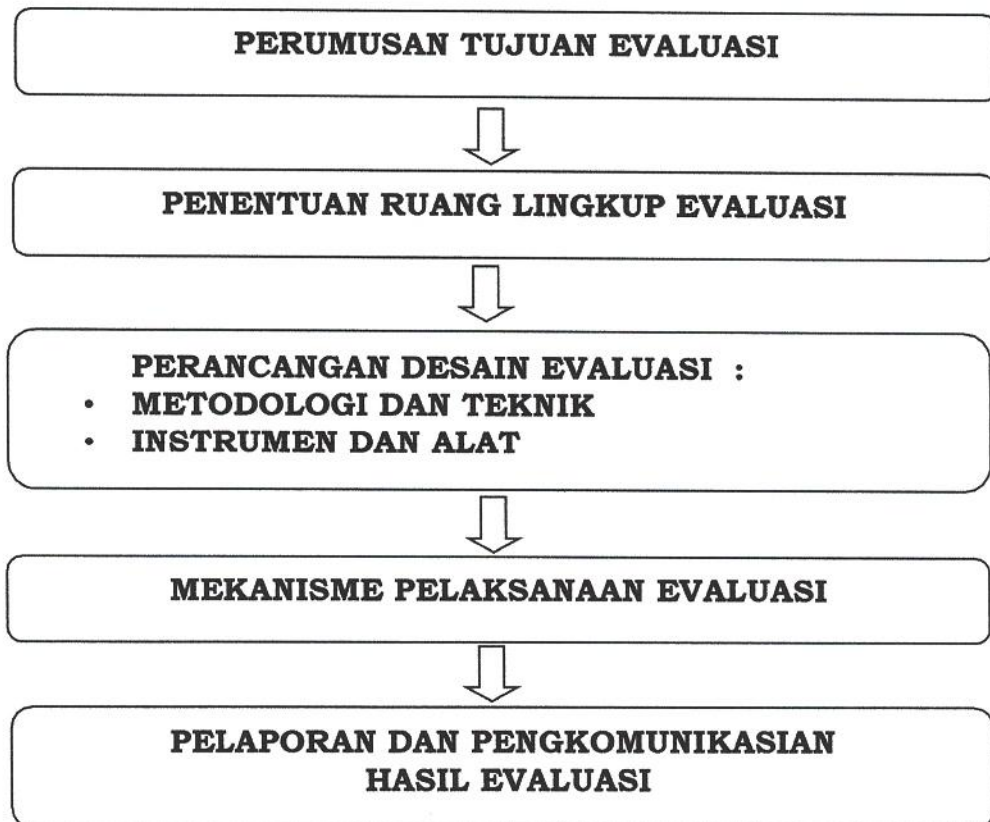 PERUMUSAN TUJUAN EVALUASI
PENENTUAN RUANG LINGKUP EVALUASI
PERANCANGAN DESAIN EVALUASI :
• METODOLOGI DAN TEKNIK
• INSTRUMEN DAN ALAT
MEKANISME PELAKSANAAN EVALUASI
PELAPORAN DAN PENGKOMUNIKASIAN
HASIL EVALUASI